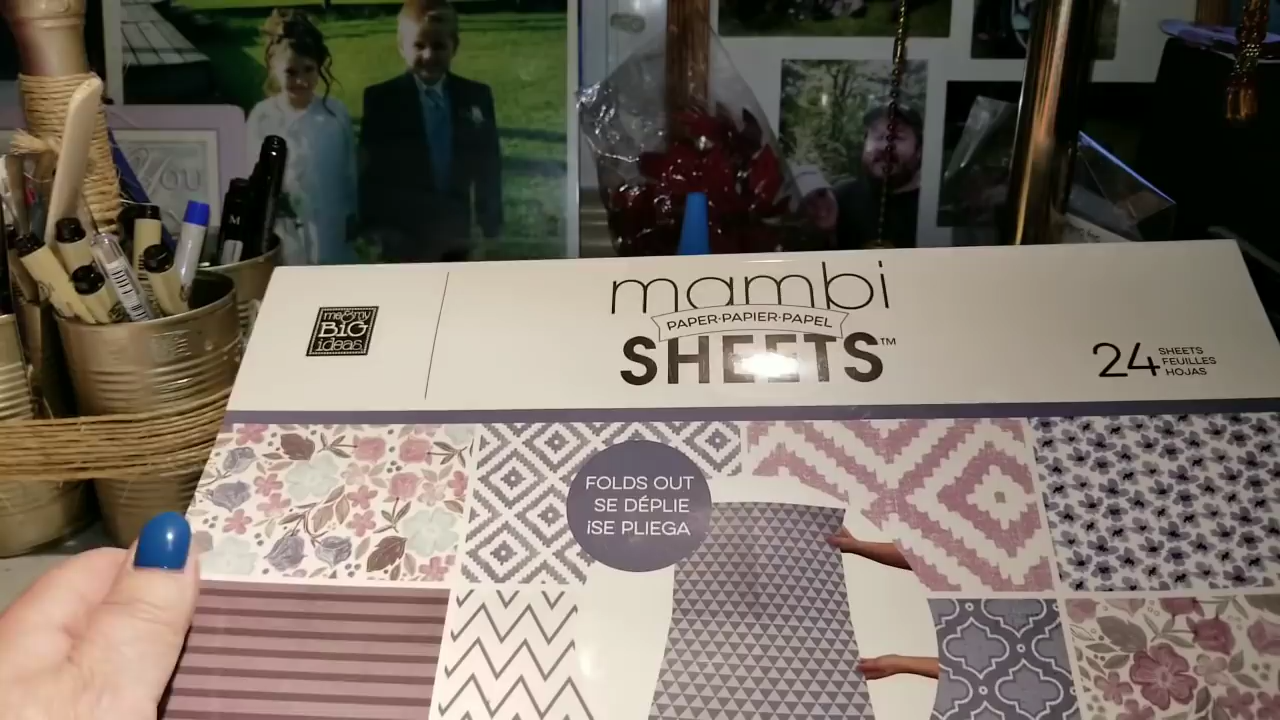 You
me & my
BIG
ideas
mambi
PAPER·PAPIER·PAPEL
SHEETS™
24 SHEETS
FEUILLES
HOJAS
FOLDS OUT
SE DÉPLIE
¡SE PLIEGA
M